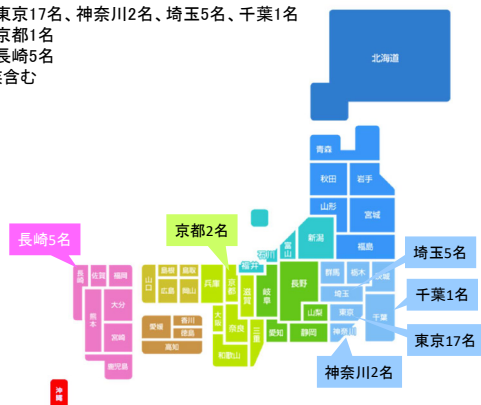 東京17名、神奈川2名、埼玉5名、千葉1名
京都1名
長崎5名
含む
北海道
青森
秋田
岩手
山形
宮城
福島
新潟
富山
石川
福井
群馬
栃木
茨城
埼玉
東京
千葉
神奈川
山梨
長野
岐阜
静岡
愛知
三重
滋賀
京都
奈良
大阪
和歌山
兵庫
鳥取
島根
岡山
広島
山口
香川
徳島
愛媛
高知
福岡
佐賀
長崎
大分
熊本
宮崎
鹿児島
沖縄
長崎5名
京都2名
埼玉5名
千葉1名
東京17名
神奈川2名